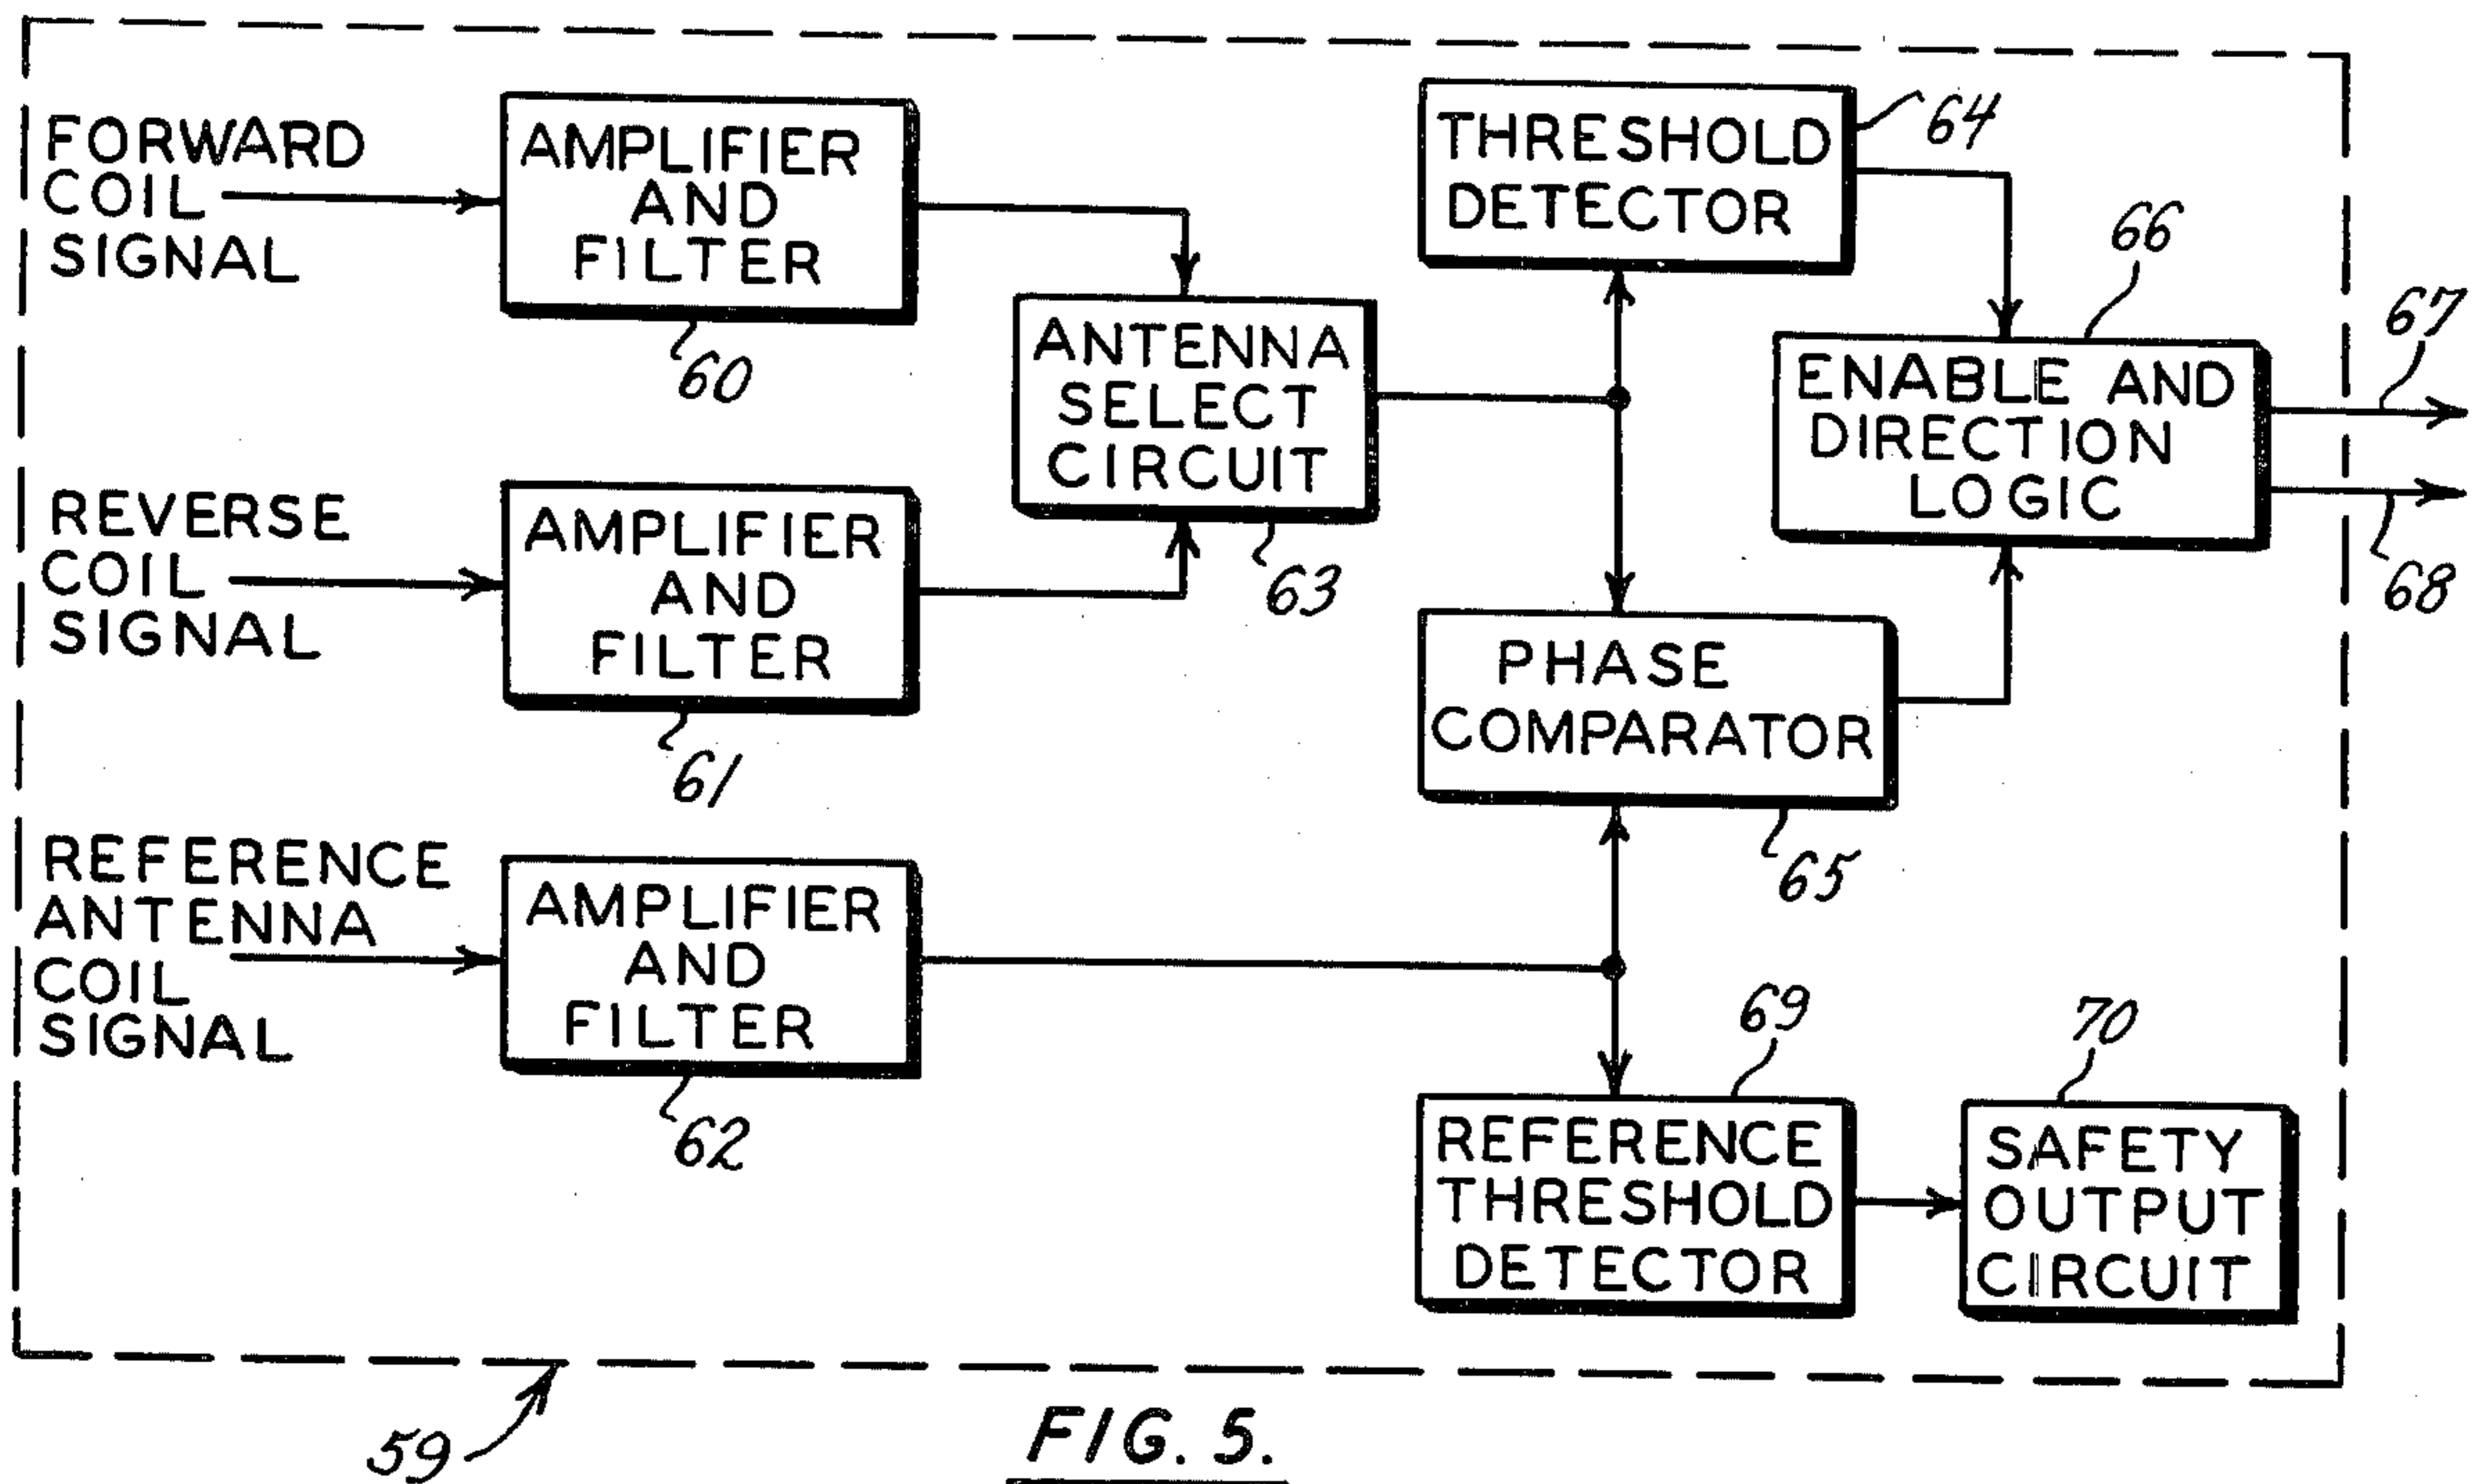 FORWARD
COIL
SIGNAL
AMPLIFIER
AND
FILTER
60
THRESHOLD
DETECTOR
64
ANTENNA
SELECT
CIRCUIT
63
66
ENABLE AND
DIRECTION
LOGIC
67
68
REVERSE
COIL
SIGNAL
AMPLIFIER
AND
FILTER
61
PHASE
COMPARATOR
65
REFERENCE
ANTENNA
COIL
SIGNAL
AMPLIFIER
AND
FILTER
62
69
REFERENCE
THRESHOLD
DETECTOR
70
SAFETY
OUTPUT
CIRCUIT
59
FIG. 5.